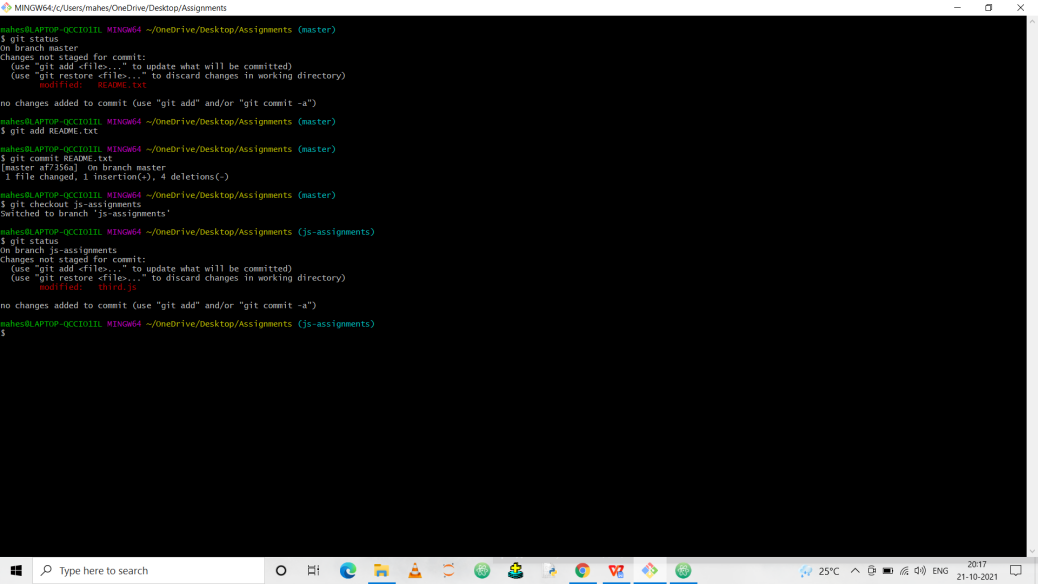 MINGW64:/c/Users/mahes/OneDrive/Desktop/Assignments
mahes@LAPTOP-QCCIO1IL MINGW64 ~/OneDrive/Desktop/Assignments (master)
$ git status
On branch master
Changes not staged for commit:
  (use "git add <file>..." to update what will be committed)
  (use "git restore <file>..." to discard changes in working directory)
        modified:   README.txt

no changes added to commit (use "git add" and/or "git commit -a")

mahes@LAPTOP-QCCIO1IL MINGW64 ~/OneDrive/Desktop/Assignments (master)
$ git add README.txt

mahes@LAPTOP-QCCIO1IL MINGW64 ~/OneDrive/Desktop/Assignments (master)
$ git commit README.txt
[master af7356a]  On branch master
 1 file changed, 1 insertion(+), 4 deletions(-)

mahes@LAPTOP-QCCIO1IL MINGW64 ~/OneDrive/Desktop/Assignments (master)
$ git checkout js-assignments
Switched to branch 'js-assignments'

mahes@LAPTOP-QCCIO1IL MINGW64 ~/OneDrive/Desktop/Assignments (js-assignments)
$ git status
On branch js-assignments
Changes not staged for commit:
  (use "git add <file>..." to update what will be committed)
  (use "git restore <file>..." to discard changes in working directory)
        modified:   third.js

no changes added to commit (use "git add" and/or "git commit -a")

mahes@LAPTOP-QCCIO1IL MINGW64 ~/OneDrive/Desktop/Assignments (js-assignments)
$
Type here to search
25°C
ENG
20:17
21-10-2021